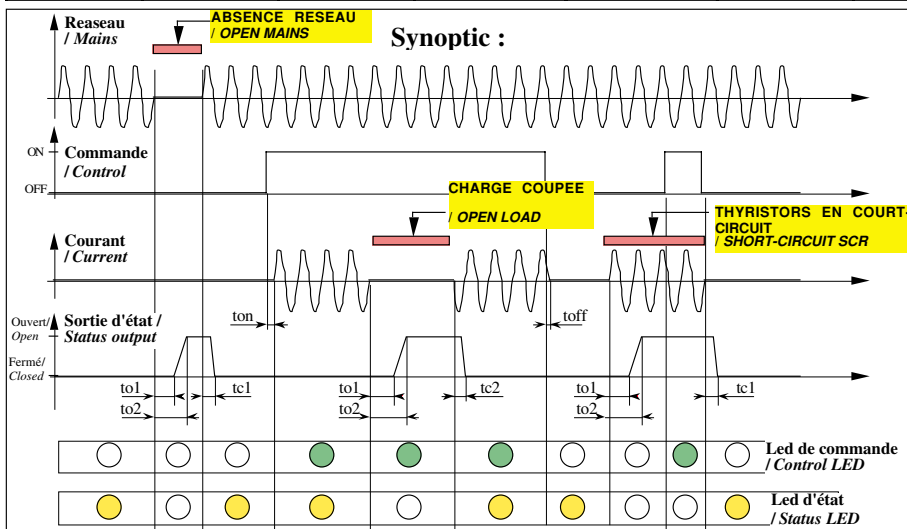 Reaseau
/ Mains
ABSENCE RESEAU
/ OPEN MAINS
Synoptic :
ON
OFF
Commande
/ Control
CHARGE COUPEE
/ OPEN LOAD
THYRISTORS EN COURT-
CIRCUIT
/ SHORT-CIRCUIT SCR
Courant
/ Current
ton
toff
Ouvert/
Open
Sortie d'état /
Status output
Fermé/
Closed
to1
to2
tc1
to1
to2
tc2
to1
to2
tc1
Led de commande
/ Control LED
Led d'état
/ Status LED